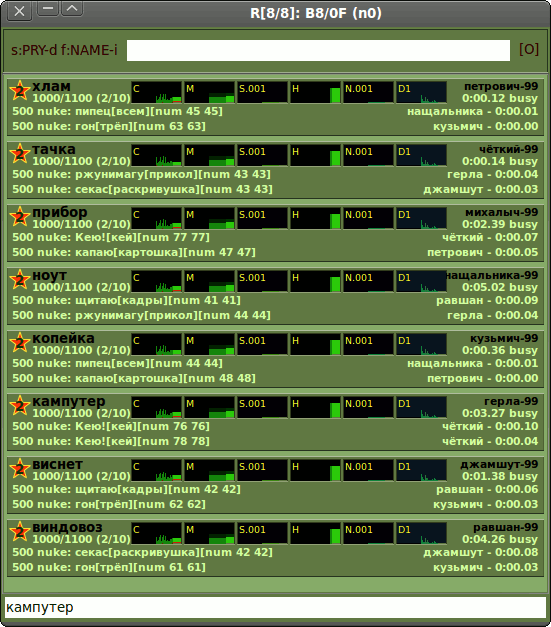 R[8/8]: B8/0F (n0)
s:PRY-d f:NAME-i [O]
хлам C M S.001 H N.001 D1 петрович-99
1000/1100 (2/10) 0:00.12 busy
500 nuke: пипец[всем][num 45 45] нащальника - 0:00.01
500 nuke: гон[трёп][num 63 63] кузьмич - 0:00.00
тачка C M S.001 H N.001 D1 чёткий-99
1000/1100 (2/10) 0:00.14 busy
500 nuke: ржунимагу[прикол][num 43 43] герла - 0:00.04
500 nuke: секас[раскривушка][num 43 43] джамшут - 0:00.03
прибор C M S.001 H N.001 D1 михалыч-99
1000/1100 (2/10) 0:02.39 busy
500 nuke: Кею![кей][num 77 77] чёткий - 0:00.07
500 nuke: капаю[картошка][num 47 47] петрович - 0:00.05
ноут C M S.001 H N.001 D1 нащальника-99
1000/1100 (2/10) 0:05.02 busy
500 nuke: щитаю[кадры][num 41 41] равшан - 0:00.09
500 nuke: ржунимагу[прикол][num 44 44] герла - 0:00.04
копейка C M S.001 H N.001 D1 кузьмич-99
1000/1100 (2/10) 0:00.36 busy
500 nuke: пипец[всем][num 44 44] нащальника - 0:00.01
500 nuke: капаю[картошка][num 48 48] петрович - 0:00.00
кампутер C M S.001 H N.001 D1 герла-99
1000/1100 (2/10) 0:03.27 busy
500 nuke: Кею![кей][num 76 76] чёткий - 0:00.10
500 nuke: Кею![кей][num 78 78] чёткий - 0:00.04
виснет C M S.001 H N.001 D1 джамшут-99
1000/1100 (2/10) 0:01.38 busy
500 nuke: щитаю[кадры][num 42 42] равшан - 0:00.06
500 nuke: гон[трёп][num 62 62] кузьмич - 0:00.03
виндовоз C M S.001 H N.001 D1 равшан-99
1000/1100 (2/10) 0:04.26 busy
500 nuke: секас[раскривушка][num 42 42] джамшут - 0:00.08
500 nuke: гон[трёп][num 61 61] кузьмич - 0:00.03
кампутер